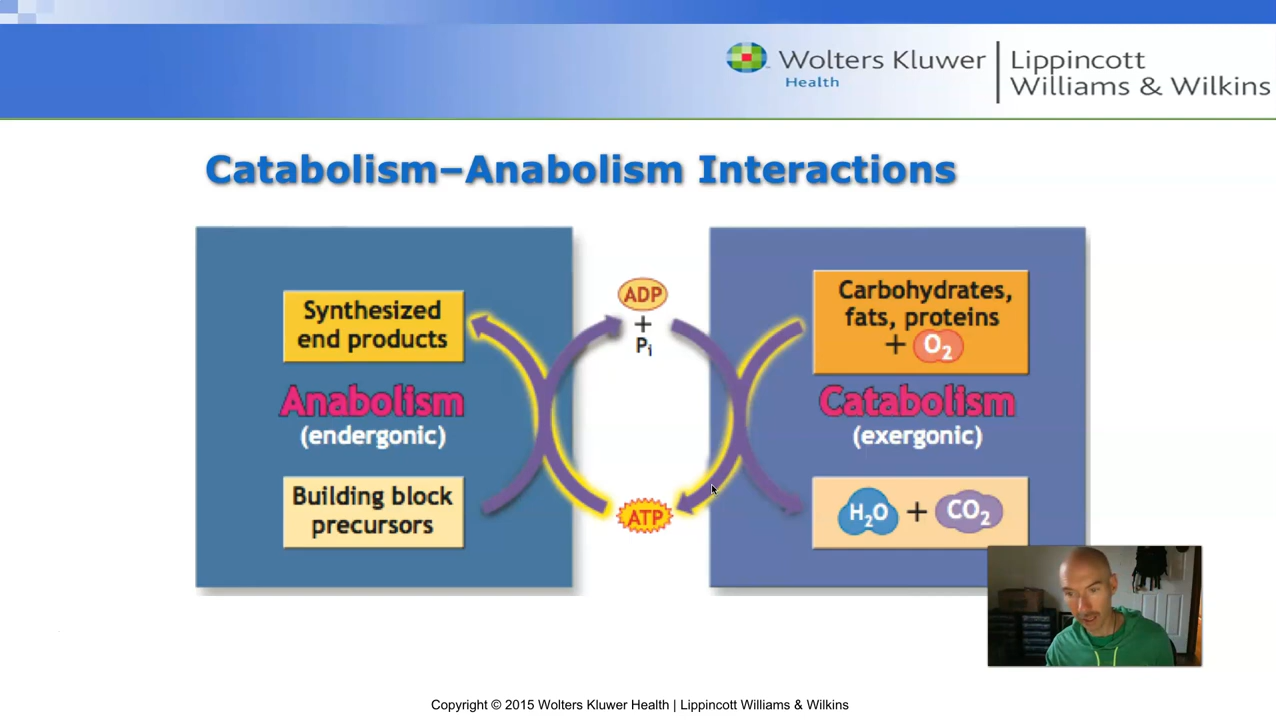 Wolters Kluwer
Health
Lippincott
Williams & Wilkins
Catabolism–Anabolism Interactions
Synthesized
end products
Anabolism
(endergonic)
Building block
precursors
ADP
+
Pi
ATP
Carbohydrates,
fats, proteins
+ O2
Catabolism
(exergonic)
H2O + CO2
Copyright © 2015 Wolters Kluwer Health | Lippincott Williams & Wilkins